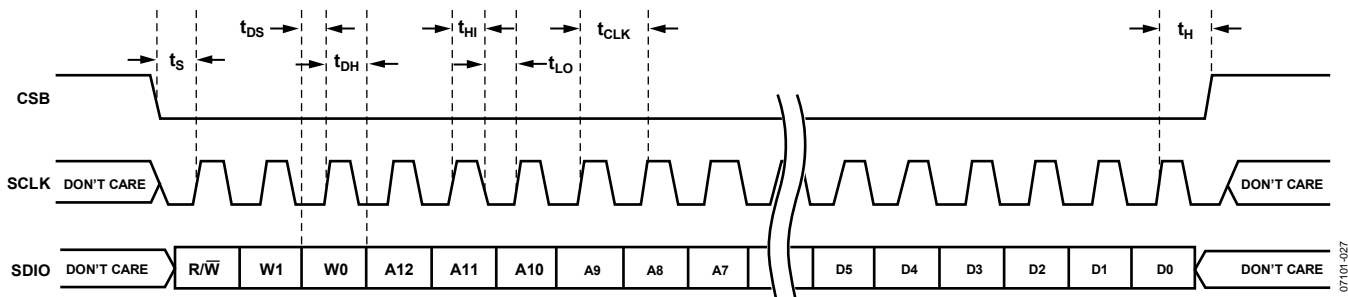 tDS
tHI
tCLK
tH
tS
tDH
tLO
CSB
SCLK DON'T CARE DON'T CARE
SDIO DON'T CARE R/W̅ W1 W0 A12 A11 A10 A9 A8 A7 D5 D4 D3 D2 D1 D0 DON'T CARE
07101-027